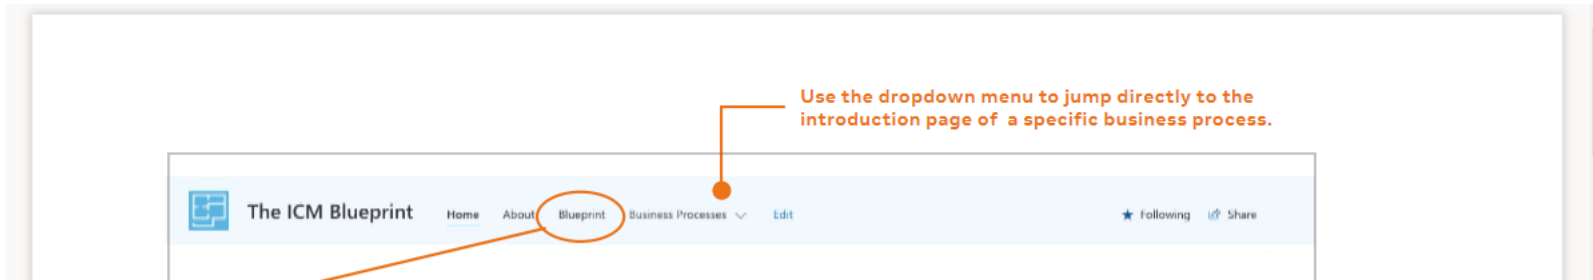 Use the dropdown menu to jump directly to the
introduction page of a specific business process.
The ICM Blueprint Home About Blueprint Business Processes Edit Following Share